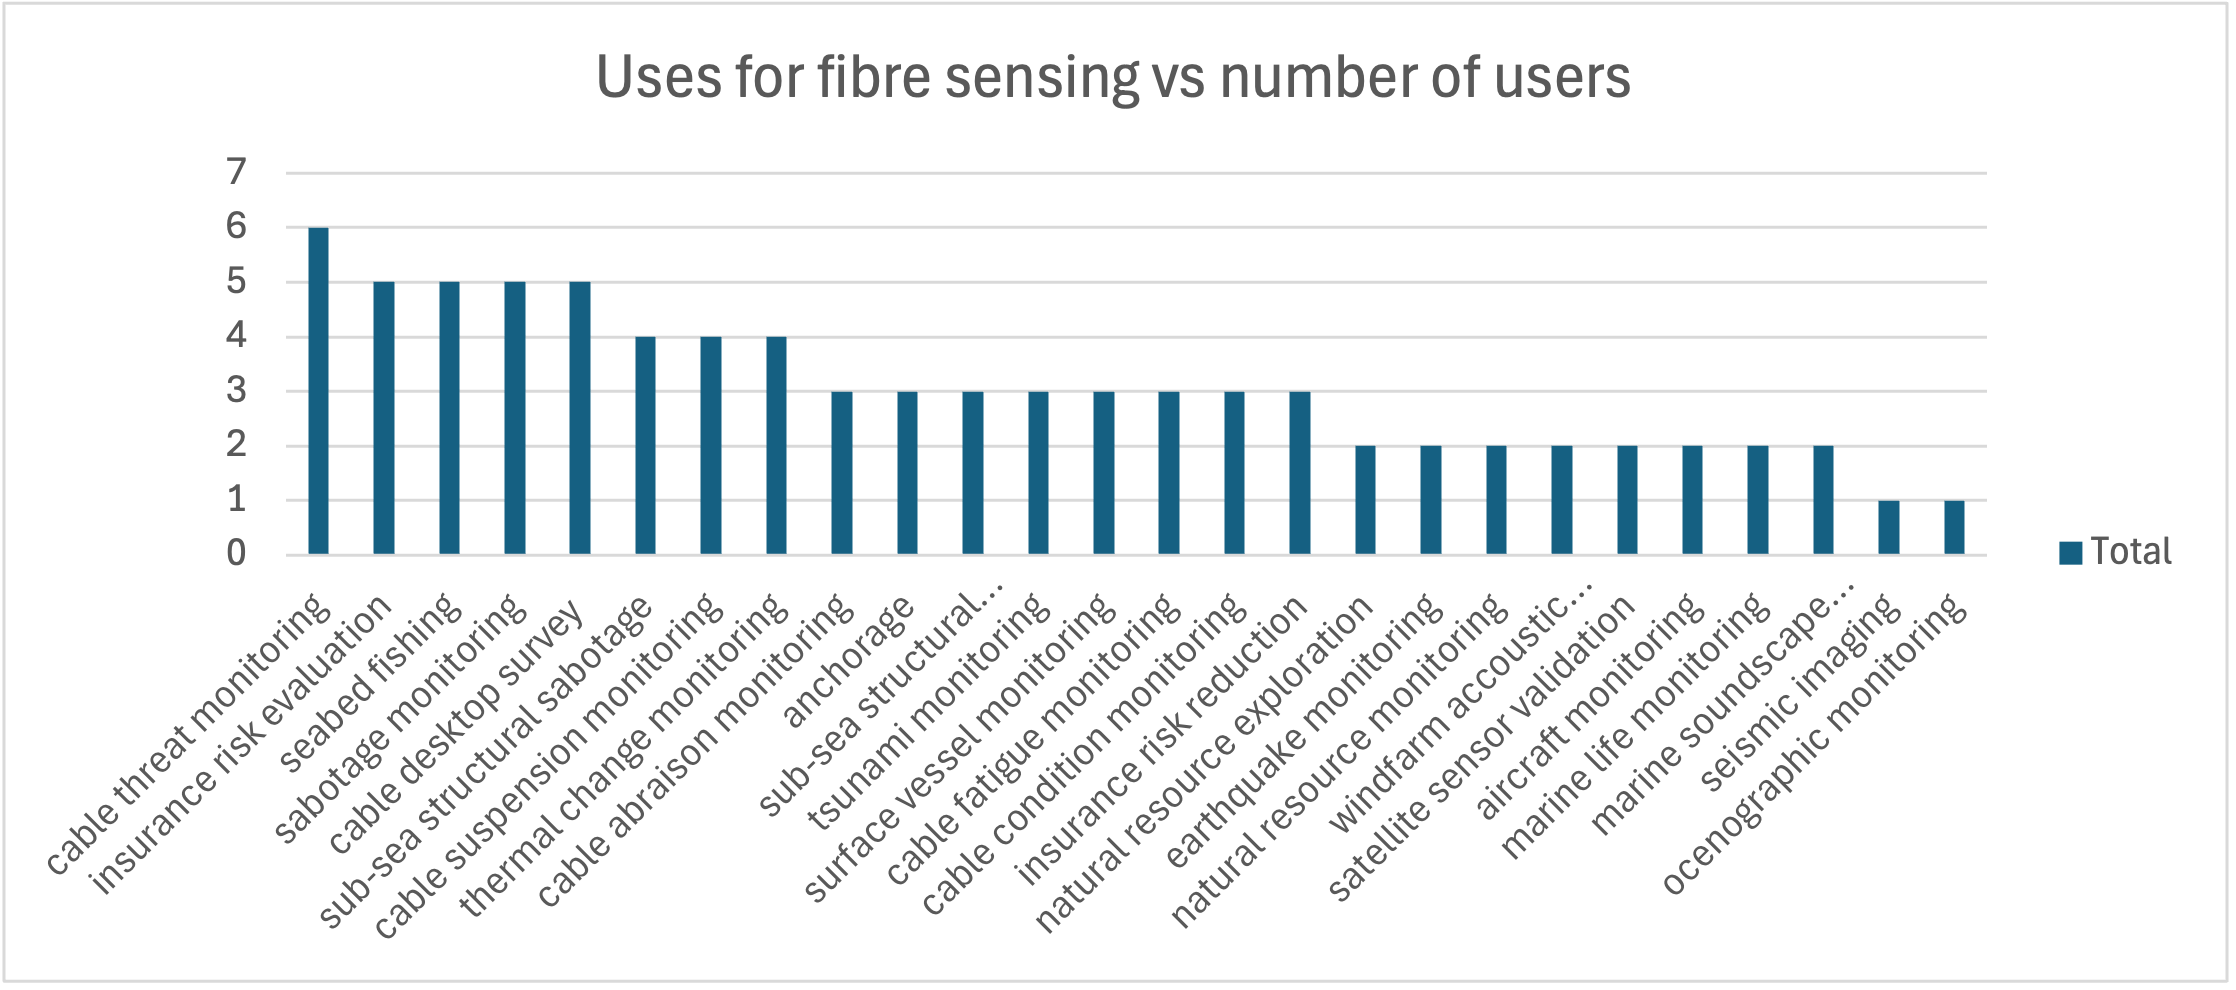 Uses for fibre sensing vs number of users
7
6
5
4
3
2
1
0
cable threat monitoring
insurance risk evaluation
seabed fishing
sabotage monitoring
cable desktop survey
sub-sea structural sabotage
cable suspension monitoring
thermal change monitoring
cable abraison monitoring
anchorage
sub-sea structural...
tsunami monitoring
surface vessel monitoring
cable fatigue monitoring
cable condition monitoring
insurance risk reduction
natural resource exploration
earthquake monitoring
natural resource monitoring
windfarm accoustic...
satellite sensor validation
aircraft monitoring
marine life monitoring
marine soundscape...
seismic imaging
ocenographic monitoring
Total